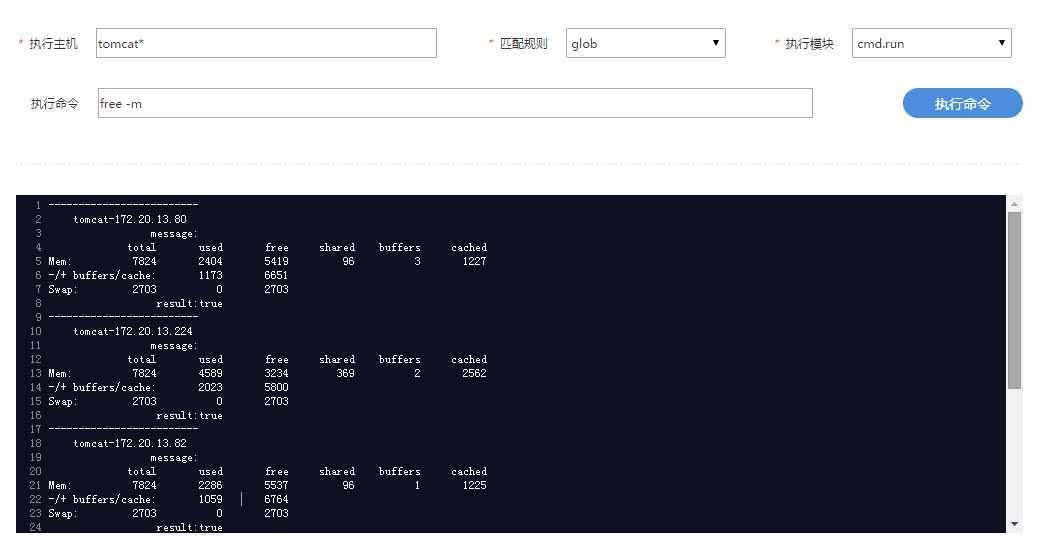 * 执行主机 tomcat* * 匹配规则 glob * 执行模块 cmd.run
执行命令 free -m 执行命令
1 -------------------------
2 tomcat-172.20.13.80
3 message:
4 total used free shared buffers cached
5 Mem: 7824 2404 5419 96 3 1227
6 -/+ buffers/cache: 1173 6651
7 Swap: 2703 0 2703
8 result:true
9 -------------------------
10 tomcat-172.20.13.224
11 message:
12 total used free shared buffers cached
13 Mem: 7824 4589 3234 369 2 2562
14 -/+ buffers/cache: 2023 5800
15 Swap: 2703 0 2703
16 result:true
17 -------------------------
18 tomcat-172.20.13.82
19 message:
20 total used free shared buffers cached
21 Mem: 7824 2286 5537 96 1 1225
22 -/+ buffers/cache: 1059 6764
23 Swap: 2703 0 2703
24 result:true